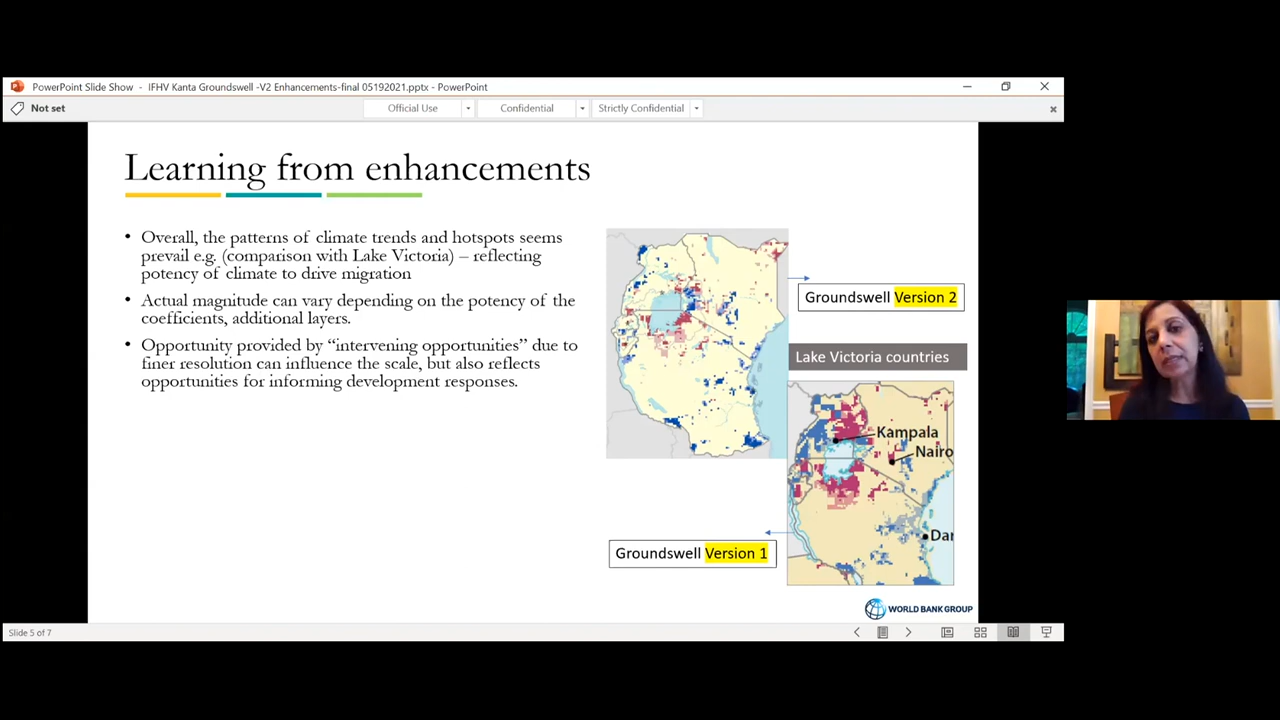 PowerPoint Slide Show - IFHV Kanta Groundswell -V2 Enhancements-final 05192021.pptx - PowerPoint
Not set
Official Use
Confidential
Strictly Confidential
Learning from enhancements
• Overall, the patterns of climate trends and hotspots seems
prevail e.g. (comparison with Lake Victoria) – reflecting
potency of climate to drive migration
• Actual magnitude can vary depending on the potency of the
coefficients, additional layers.
• Opportunity provided by “intervening opportunities” due to
finer resolution can influence the scale, but also reflects
opportunities for informing development responses.
Groundswell Version 2
Lake Victoria countries
Kampala
Nairo
Dar
Groundswell Version 1
WORLD BANK GROUP
Slide 5 of 7